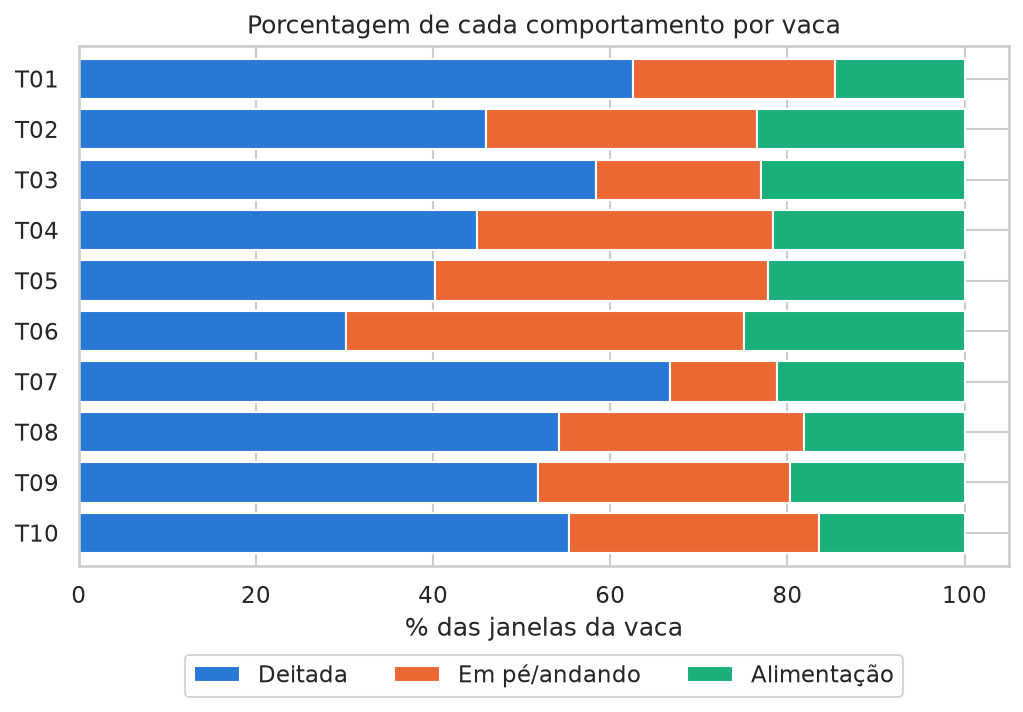 Porcentagem de cada comportamento por vaca
T01
T02
T03
T04
T05
T06
T07
T08
T09
T10
0 20 40 60 80 100
% das janelas da vaca
Deitada Em pé/andando Alimentação